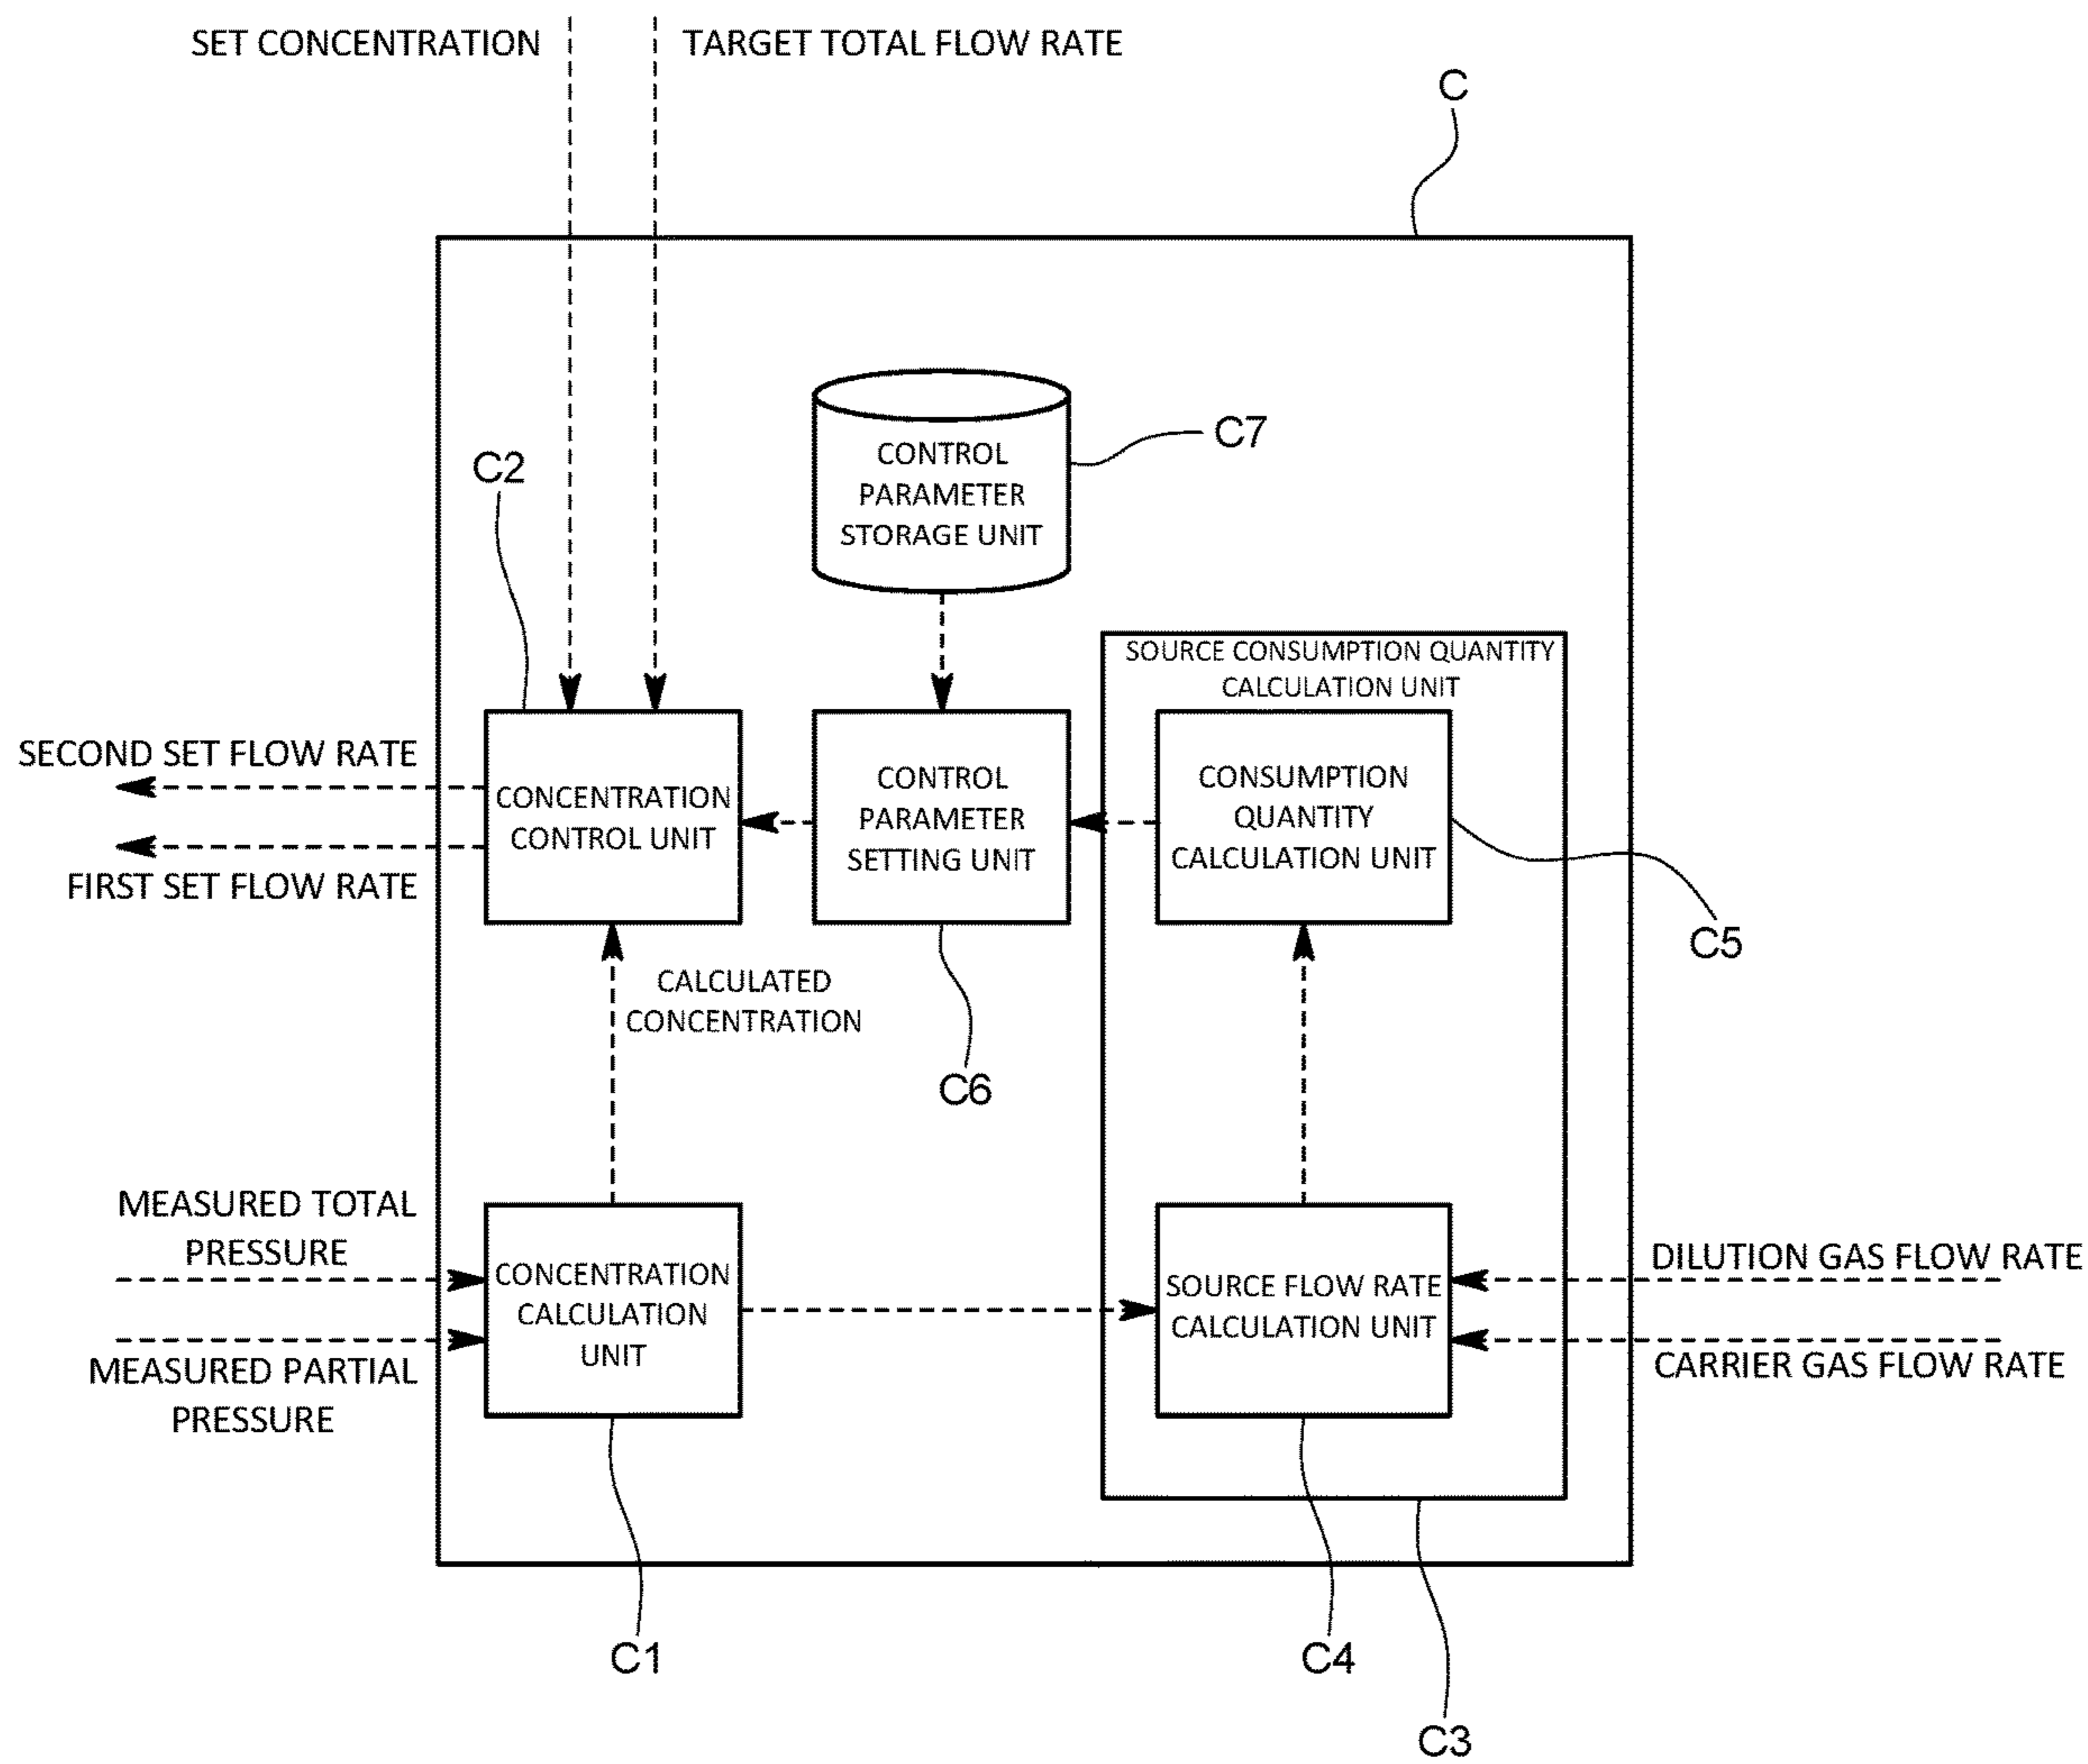 SET CONCENTRATION
TARGET TOTAL FLOW RATE
C
C7
CONTROL
PARAMETER
STORAGE UNIT
C2
SOURCE CONSUMPTION QUANTITY
CALCULATION UNIT
SECOND SET FLOW RATE
FIRST SET FLOW RATE
CONCENTRATION
CONTROL UNIT
CONTROL
PARAMETER
SETTING UNIT
CONSUMPTION
QUANTITY
CALCULATION UNIT
C5
CALCULATED
CONCENTRATION
C6
MEASURED TOTAL
PRESSURE
MEASURED PARTIAL
PRESSURE
CONCENTRATION
CALCULATION
UNIT
SOURCE FLOW RATE
CALCULATION UNIT
DILUTION GAS FLOW RATE
CARRIER GAS FLOW RATE
C1
C4
C3